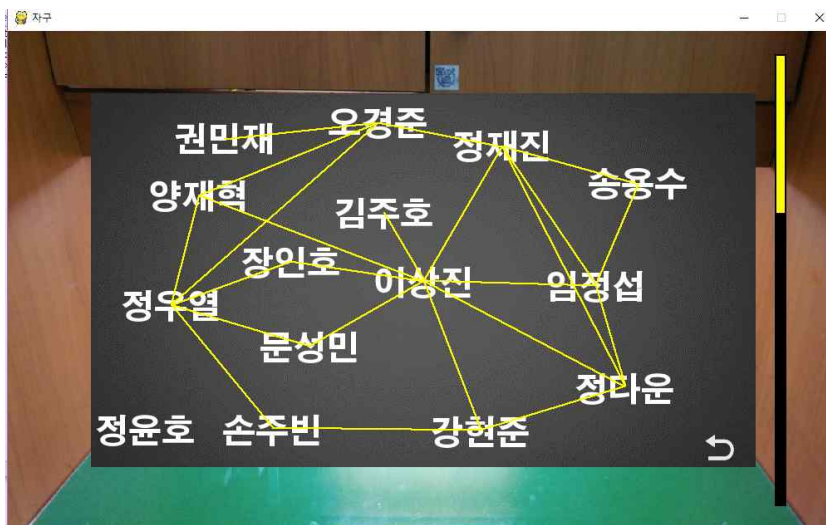 자구
권민재 오경준 정재진
송용수
양재혁 김주호
장인호 이상진 임정섭
정우열
문성민
정다운
정윤호 손주빈 강현준